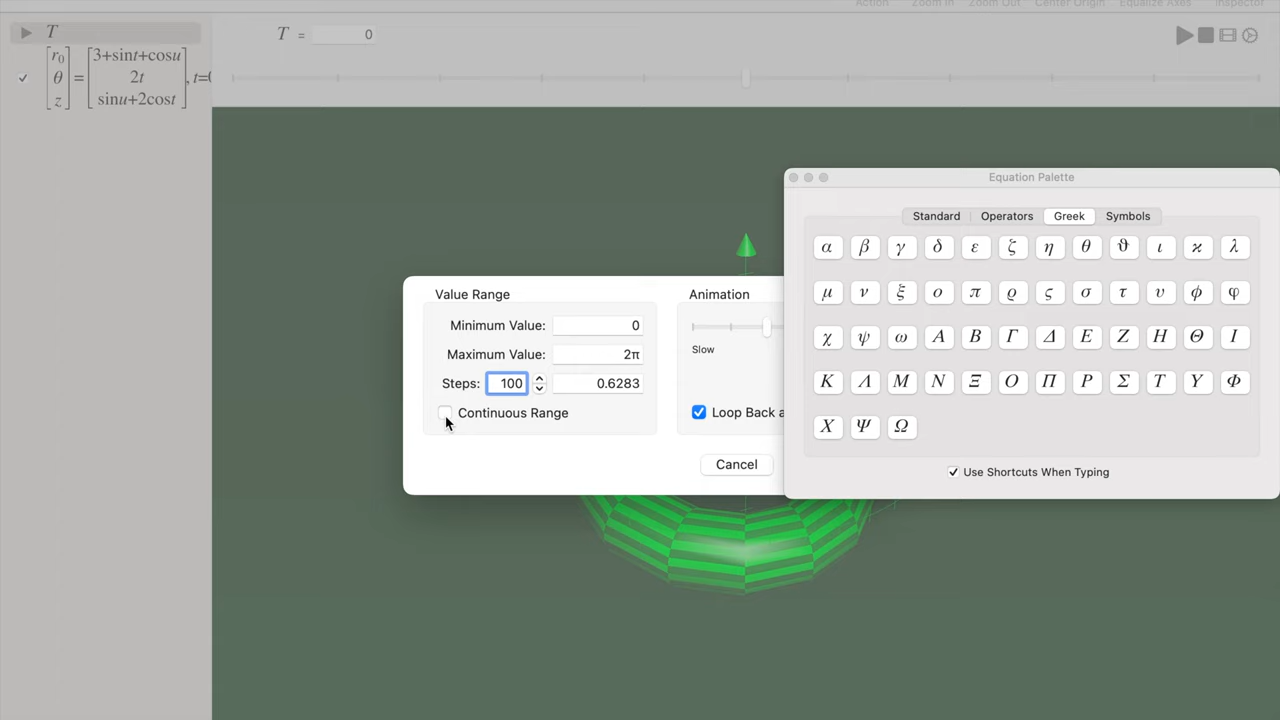 Action Zoom In Zoom Out Center Origin Equalize Axes Inspector
T
T = 0
[r₀ θ z] = [3+sint+cosu 2t sinu+2cost], t=0
Equation Palette
Standard Operators Greek Symbols
α β γ δ ε ζ η θ ϑ ι ϰ λ
μ ν ξ ο π ϱ ς σ τ υ ϕ φ
χ ψ ω Α Β Γ Δ Ε Ζ Η Θ Ι
Κ Λ Μ Ν Ξ Ο Π Ρ Σ Τ Υ Φ
Χ Ψ Ω
Use Shortcuts When Typing
Value Range
Minimum Value: 0
Maximum Value: 2π
Steps: 100 0.6283
Continuous Range
Animation
Slow
Loop Back a
Cancel